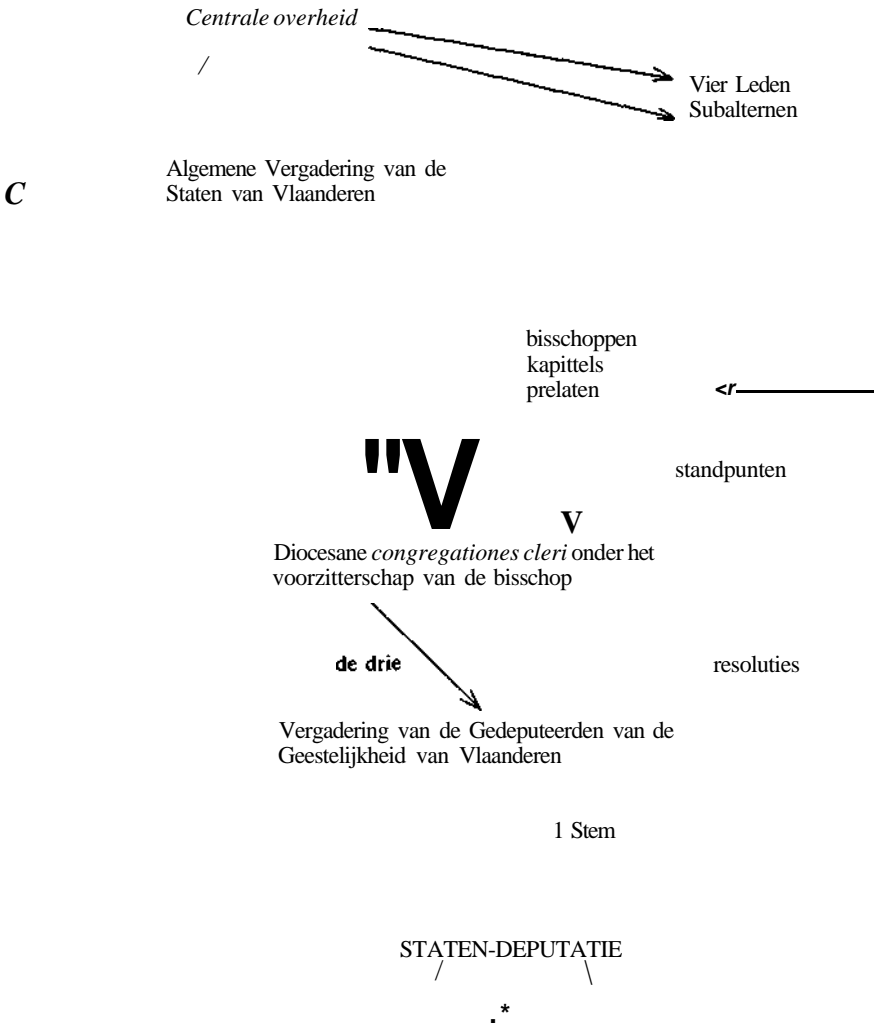 Centrale overheid
/
Vier Leden
Subalternen
Algemene Vergadering van de
Staten van Vlaanderen
C
bisschoppen
kapittels
prelaten
<r
"V
standpunten
V
Diocesane congregationes cleri onder het
voorzitterschap van de bisschop
de drie
resoluties
Vergadering van de Gedeputeerden van de
Geestelijkheid van Vlaanderen
1 Stem
STATEN-DEPUTATIE
/ \
.*